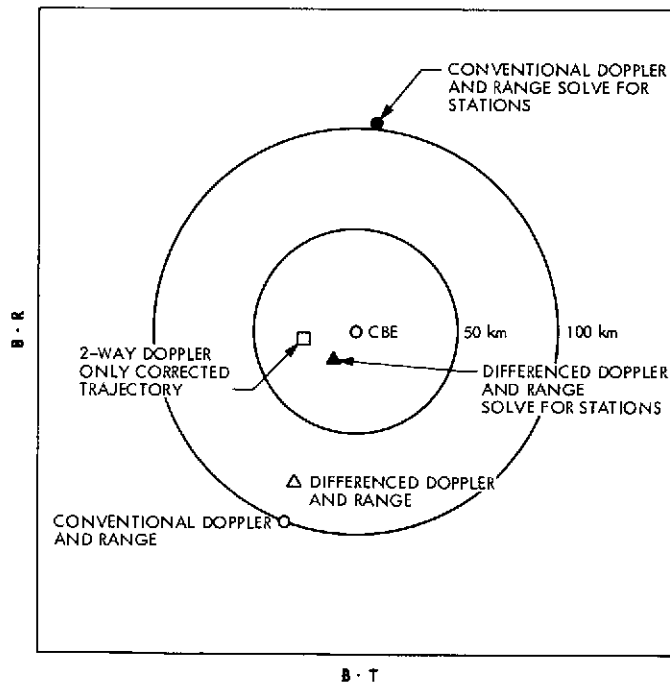 CONVENTIONAL DOPPLER
AND RANGE SOLVE FOR
STATIONS
B · R
CBE
50 km
100 km
2-WAY DOPPLER
ONLY CORRECTED
TRAJECTORY
DIFFERENCED DOPPLER
AND RANGE
SOLVE FOR STATIONS
DIFFERENCED DOPPLER
AND RANGE
CONVENTIONAL DOPPLER
AND RANGE
B · T